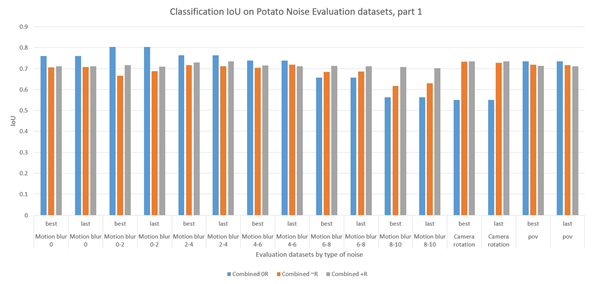 Classification IoU on Potato Noise Evaluation datasets, part 1
0.9
0.8
0.7
0.6
0.5
0.4
0.3
0.2
0.1
0
IoU
best last best last best last best last best last best last best last best last
Motion blur Motion blur Motion blur Motion blur Motion blur Motion blur Motion blur Motion blur Motion blur Motion blur Motion blur Motion blur Camera Camera pov pov
0 0 0-2 0-2 2-4 2-4 4-6 4-6 6-8 6-8 8-10 8-10 rotation rotation
Evaluation datasets by type of noise
Combined 0R Combined ~R Combined +R